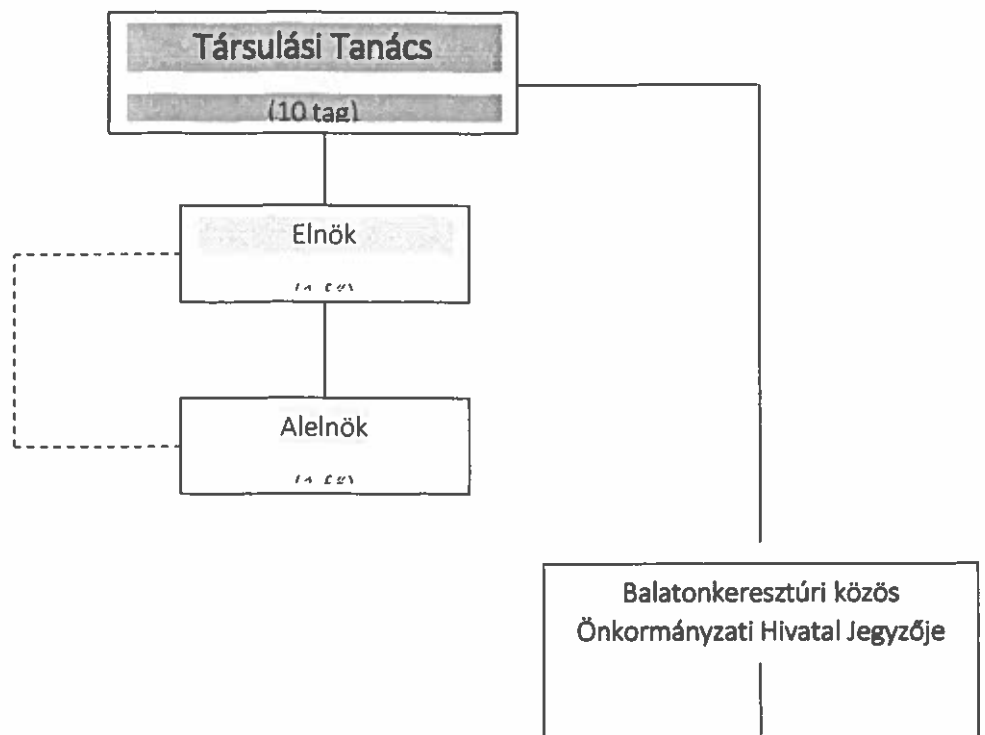 Társulási Tanács
(10 tag)
Elnök
Alelnök
Balatonkeresztúri közös
Önkormányzati Hivatal Jegyzője